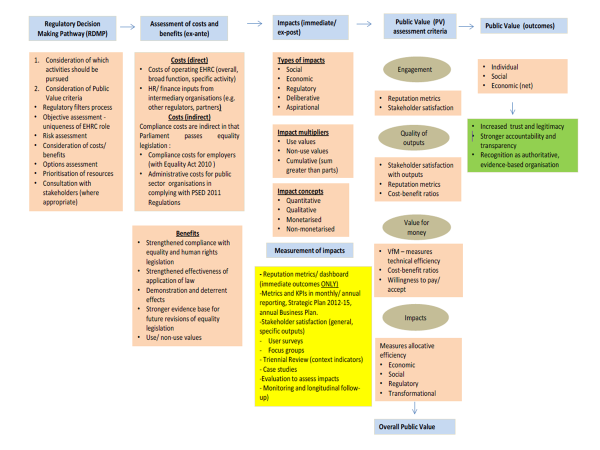 Regulatory Decision
Making Pathway (RDMP)
1. Consideration of which
activities should be
pursued
2. Consideration of Public
Value criteria
• Regulatory filters process
• Objective assessment -
uniqueness of EHRC role
• Risk assessment
• Consideration of costs/
benefits
• Options assessment
• Prioritisation of resources
• Consultation with
stakeholders (where
appropriate)
Assessment of costs and
benefits (ex-ante)
Costs (direct)
• Costs of operating EHRC (overall,
broad function, specific activity)
• HR/ finance inputs from
intermediary organisations (e.g.
other regulators, partners)
Costs (indirect)
Compliance costs are indirect in that
Parliament passes equality
legislation :
• Compliance costs for employers
(with Equality Act 2010 )
• Administrative costs for public
sector organisations in
complying with PSED 2011
Regulations
Benefits
• Strengthened compliance with
equality and human rights
legislation
• Strengthened effectiveness of
application of law
• Demonstration and deterrent
effects
• Stronger evidence base for
future revisions of equality
legislation
• Use/ non-use values
Impacts (immediate/
ex-post)
Types of impacts
• Social
• Economic
• Regulatory
• Deliberative
• Aspirational
Impact multipliers
• Use values
• Non-use values
• Cumulative (sum
greater than parts)
Impact concepts
• Quantitative
• Qualitative
• Monetarised
• Non-monetarised
Measurement of impacts
- Reputation metrics/ dashboard
(immediate outcomes ONLY)
-Metrics and KPIs in monthly/ annual
reporting, Strategic Plan 2012-15,
annual Business Plan.
-Stakeholder satisfaction (general,
specific outputs)
- User surveys
- Focus groups
- Triennial Review (context indicators)
- Case studies
-Evaluation to assess impacts
- Monitoring and longitudinal follow-
up)
Public Value (PV)
assessment criteria
Engagement
• Reputation metrics
• Stakeholder satisfaction
Quality of
outputs
• Stakeholder satisfaction
with outputs
• Reputation metrics
• Cost-benefit ratios
Value for
money
• VfM – measures
technical efficiency
• Cost-benefit ratios
• Willingness to pay/
accept
Impacts
Measures allocative
efficiency
• Economic
• Social
• Regulatory
• Transformational
Overall Public Value
Public Value (outcomes)
• Individual
• Social
• Economic (net)
• Increased trust and legitimacy
• Stronger accountability and
transparency
• Recognition as authoritative,
evidence-based organisation